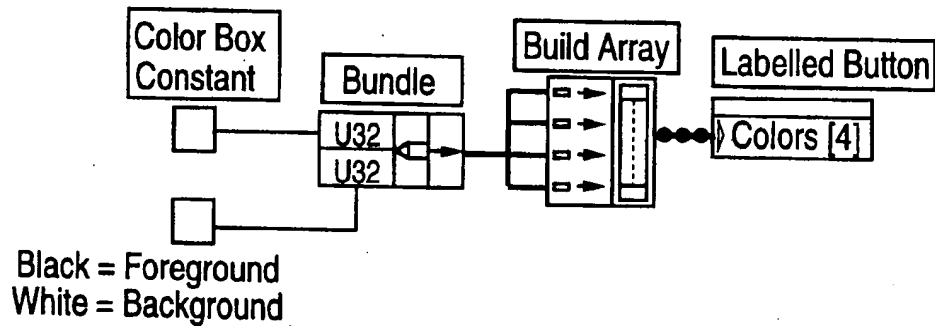 Color Box
Constant
Bundle
Build Array
Labelled Button
U32
U32
Colors [4]
Black = Foreground
White = Background